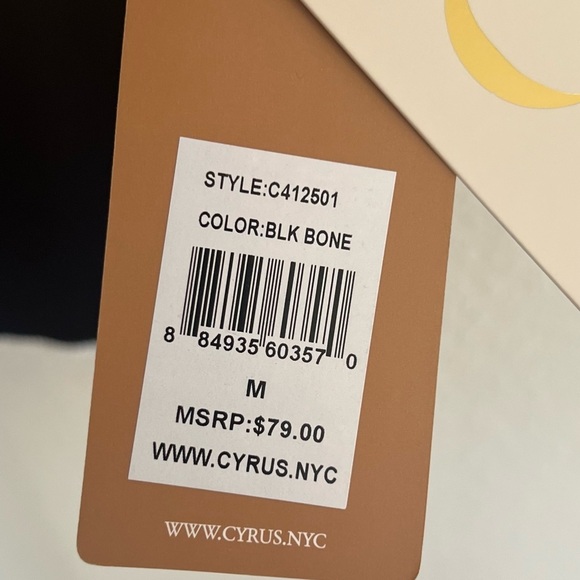 STYLE:C412501
COLOR:BLK BONE
8 84935 60357 0
M
MSRP:$79.00
WWW.CYRUS.NYC
WWW.CYRUS.NYC